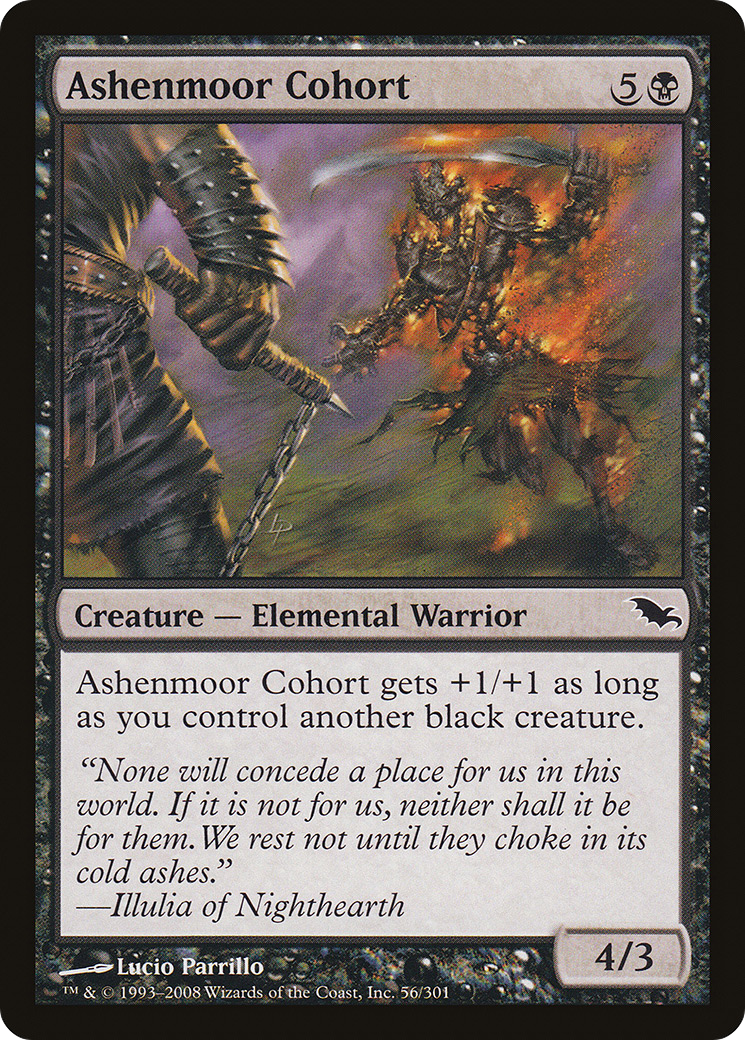 Ashenmoor Cohort 5
LP
Creature — Elemental Warrior
Ashenmoor Cohort gets +1/+1 as long
as you control another black creature.
“None will concede a place for us in this
world. If it is not for us, neither shall it be
for them. We rest not until they choke in its
cold ashes.”
—Illulia of Nighthearth
4/3
Lucio Parrillo
™ & © 1993–2008 Wizards of the Coast, Inc. 56/301